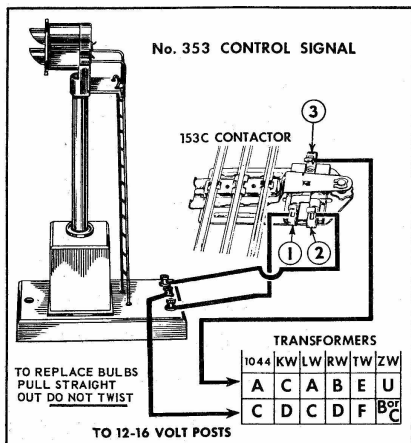 No. 353 CONTROL SIGNAL
3
153C CONTACTOR
1 2
TRANSFORMERS
1044 KW LW RW TW ZW
A C A B E U
C D C D F B or C
TO REPLACE BULBS
PULL STRAIGHT
OUT DO NOT TWIST
TO 12-16 VOLT POSTS